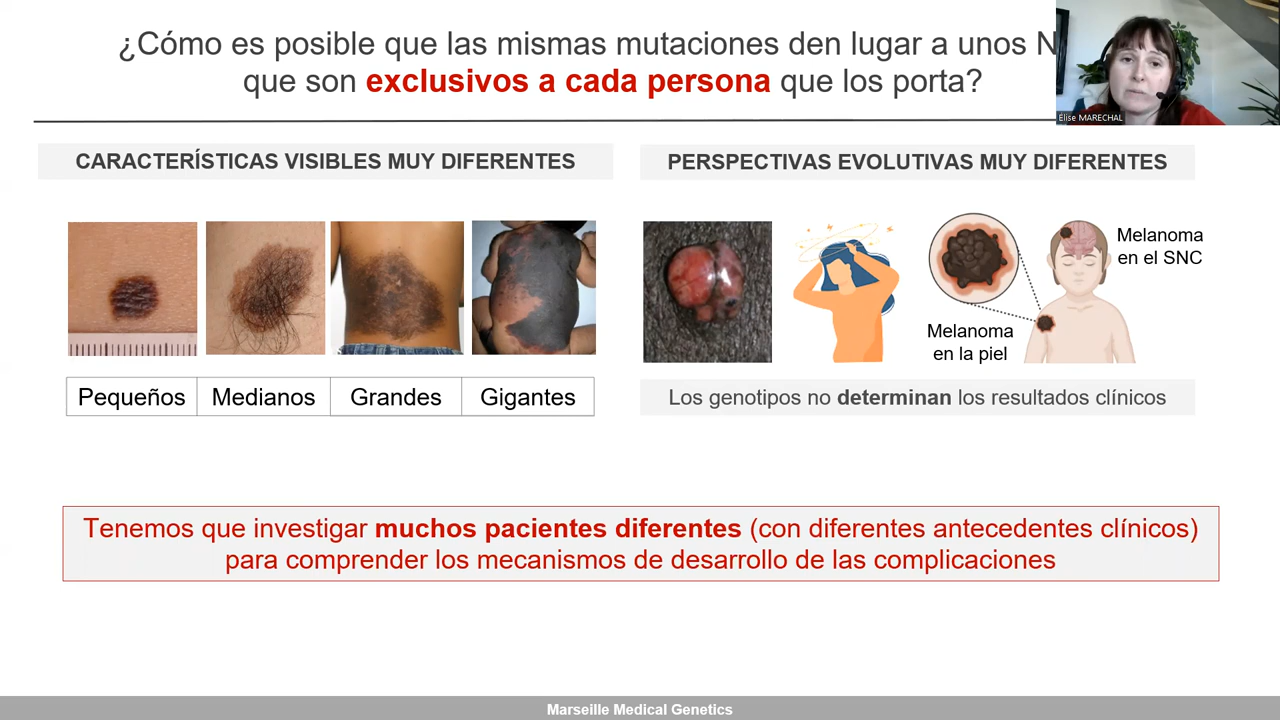 ¿Cómo es posible que las mismas mutaciones den lugar a unos
que son exclusivos a cada persona que los porta?
Élise MARECHAL
CARACTERÍSTICAS VISIBLES MUY DIFERENTES
PERSPECTIVAS EVOLUTIVAS MUY DIFERENTES
Melanoma
en el SNC
Melanoma
en la piel
Pequeños Medianos Grandes Gigantes
Los genotipos no determinan los resultados clínicos
Tenemos que investigar muchos pacientes diferentes (con diferentes antecedentes clínicos)
para comprender los mecanismos de desarrollo de las complicaciones
Marseille Medical Genetics